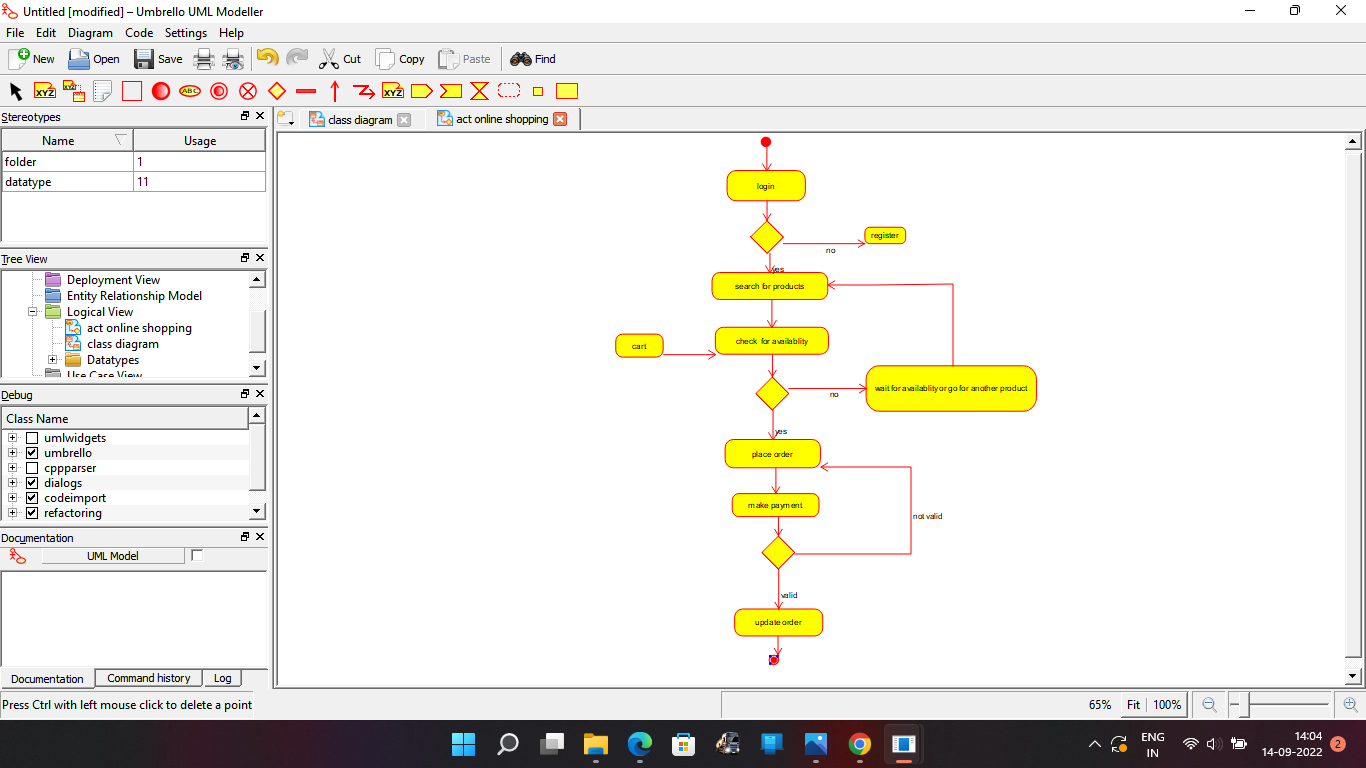 Untitled [modified] – Umbrello UML Modeller
File Edit Diagram Code Settings Help
New Open Save Cut Copy Paste Find
XYZ XYZ ABC XYZ
Stereotypes
class diagram act online shopping
Name Usage
folder 1
datatype 11
Tree View
Deployment View
Entity Relationship Model
Logical View
act online shopping
class diagram
Datatypes
Use Case View
Debug
Class Name
umlwidgets
umbrello
cppparser
dialogs
codeimport
refactoring
Documentation
UML Model
Documentation Command history Log
login
register
no
yes
search for products
cart
check for availablity
wait for availablity or go for another product
no
yes
place order
make payment
not valid
valid
update order
Press Ctrl with left mouse click to delete a point
65% Fit 100%
ENG
IN
14:04
14-09-2022
2